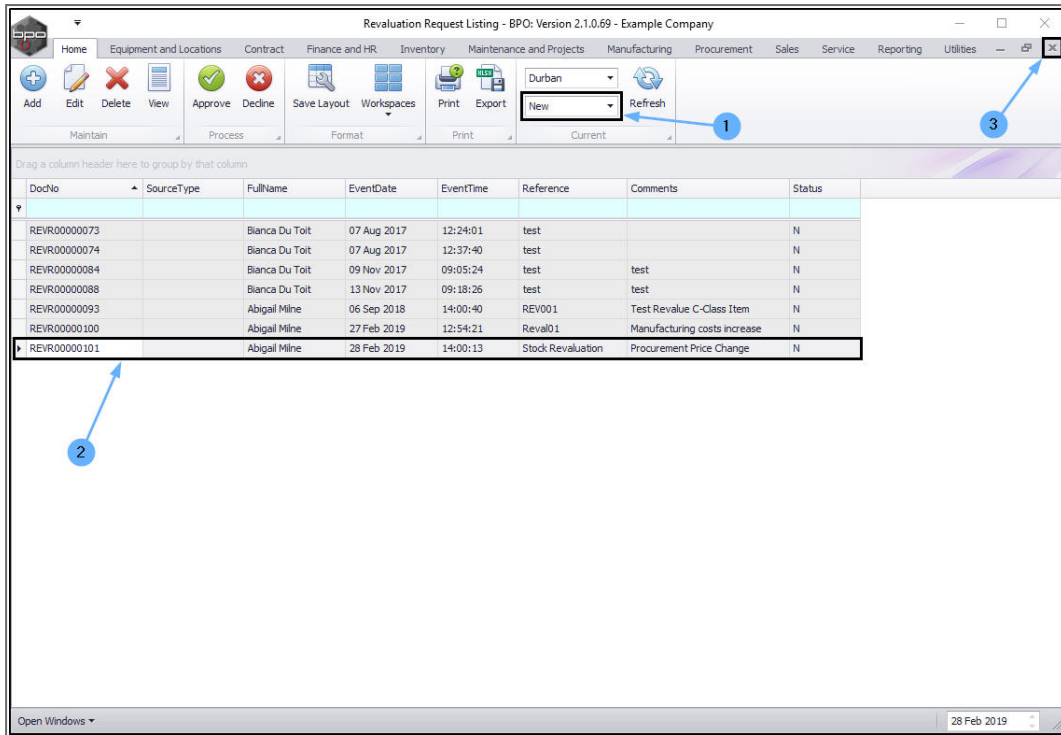 Revaluation Request Listing - BPO: Version 2.1.0.69 - Example Company
bpo
Home Equipment and Locations Contract Finance and HR Inventory Maintenance and Projects Manufacturing Procurement Sales Service Reporting Utilities
Durban
Add Edit Delete View Approve Decline Save Layout Workspaces Print Export New Refresh
XLSX
1
3
Maintain Process Format Print Current
Drag a column header here to group by that column
DocNo SourceType FullName EventDate EventTime Reference Comments Status
REVR00000073 Bianca Du Toit 07 Aug 2017 12:24:01 test N
REVR00000074 Bianca Du Toit 07 Aug 2017 12:37:40 test N
REVR00000084 Bianca Du Toit 09 Nov 2017 09:05:24 test test N
REVR00000088 Bianca Du Toit 13 Nov 2017 09:18:26 test test N
REVR00000093 Abigail Milne 06 Sep 2018 14:00:40 REV001 Test Revalue C-Class Item N
REVR00000100 Abigail Milne 27 Feb 2019 12:54:21 Reval01 Manufacturing costs increase N
REVR00000101 Abigail Milne 28 Feb 2019 14:00:13 Stock Revaluation Procurement Price Change N
2
Open Windows 28 Feb 2019